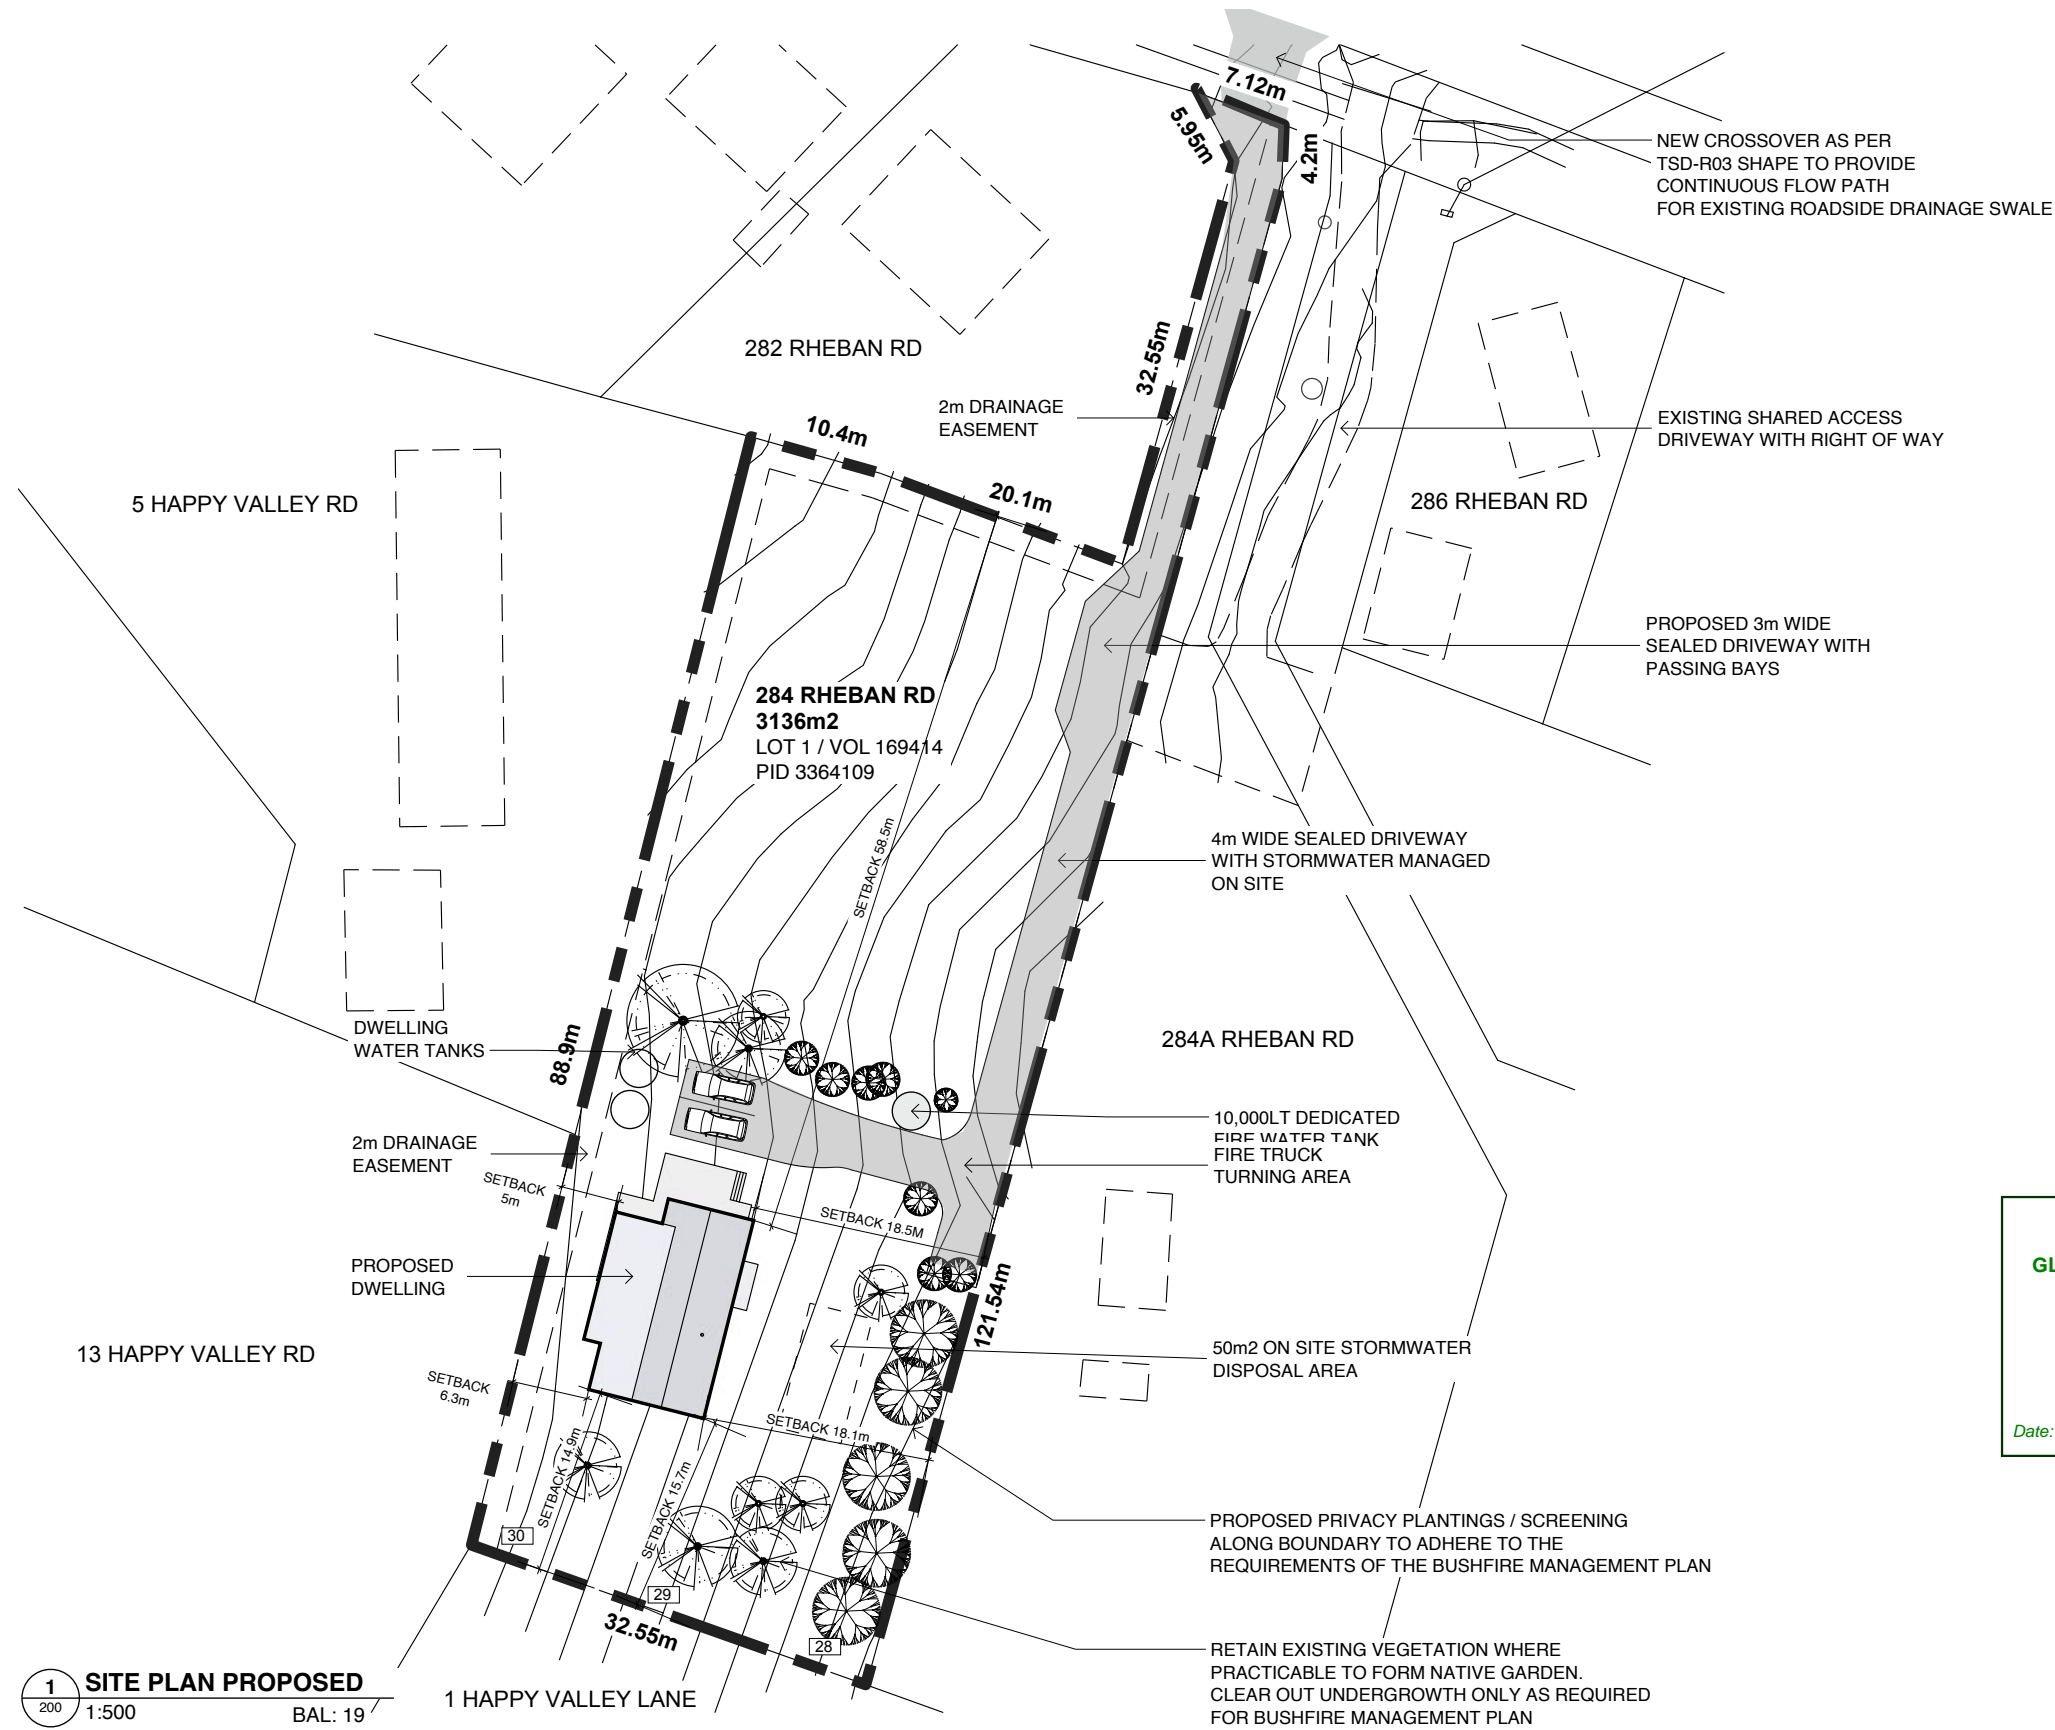 7.12m
5.95m
4.2m
NEW CROSSOVER AS PER
TSD-R03 SHAPE TO PROVIDE
CONTINUOUS FLOW PATH
FOR EXISTING ROADSIDE DRAINAGE SWALE
282 RHEBAN RD
32.55m
2m DRAINAGE
EASEMENT
EXISTING SHARED ACCESS
DRIVEWAY WITH RIGHT OF WAY
10.4m
20.1m
5 HAPPY VALLEY RD
286 RHEBAN RD
PROPOSED 3m WIDE
SEALED DRIVEWAY WITH
PASSING BAYS
284 RHEBAN RD
3136m2
LOT 1 / VOL 169414
PID 3364109
SETBACK 58.5m
4m WIDE SEALED DRIVEWAY
WITH STORMWATER MANAGED
ON SITE
DWELLING
WATER TANKS
88.9m
284A RHEBAN RD
10,000LT DEDICATED
FIRE WATER TANK
FIRE TRUCK
TURNING AREA
2m DRAINAGE
EASEMENT
SETBACK
5m
SETBACK 18.5M
PROPOSED
DWELLING
GL
121.54m
13 HAPPY VALLEY RD
50m2 ON SITE STORMWATER
DISPOSAL AREA
SETBACK
6.3m
SETBACK 18.1m
Date:
SETBACK 14.9m
SETBACK 15.7m
30
29
28
PROPOSED PRIVACY PLANTINGS / SCREENING
ALONG BOUNDARY TO ADHERE TO THE
REQUIREMENTS OF THE BUSHFIRE MANAGEMENT PLAN
32.55m
RETAIN EXISTING VEGETATION WHERE
PRACTICABLE TO FORM NATIVE GARDEN.
CLEAR OUT UNDERGROWTH ONLY AS REQUIRED
FOR BUSHFIRE MANAGEMENT PLAN
1 HAPPY VALLEY LANE
1
200
SITE PLAN PROPOSED
1:500
BAL: 19